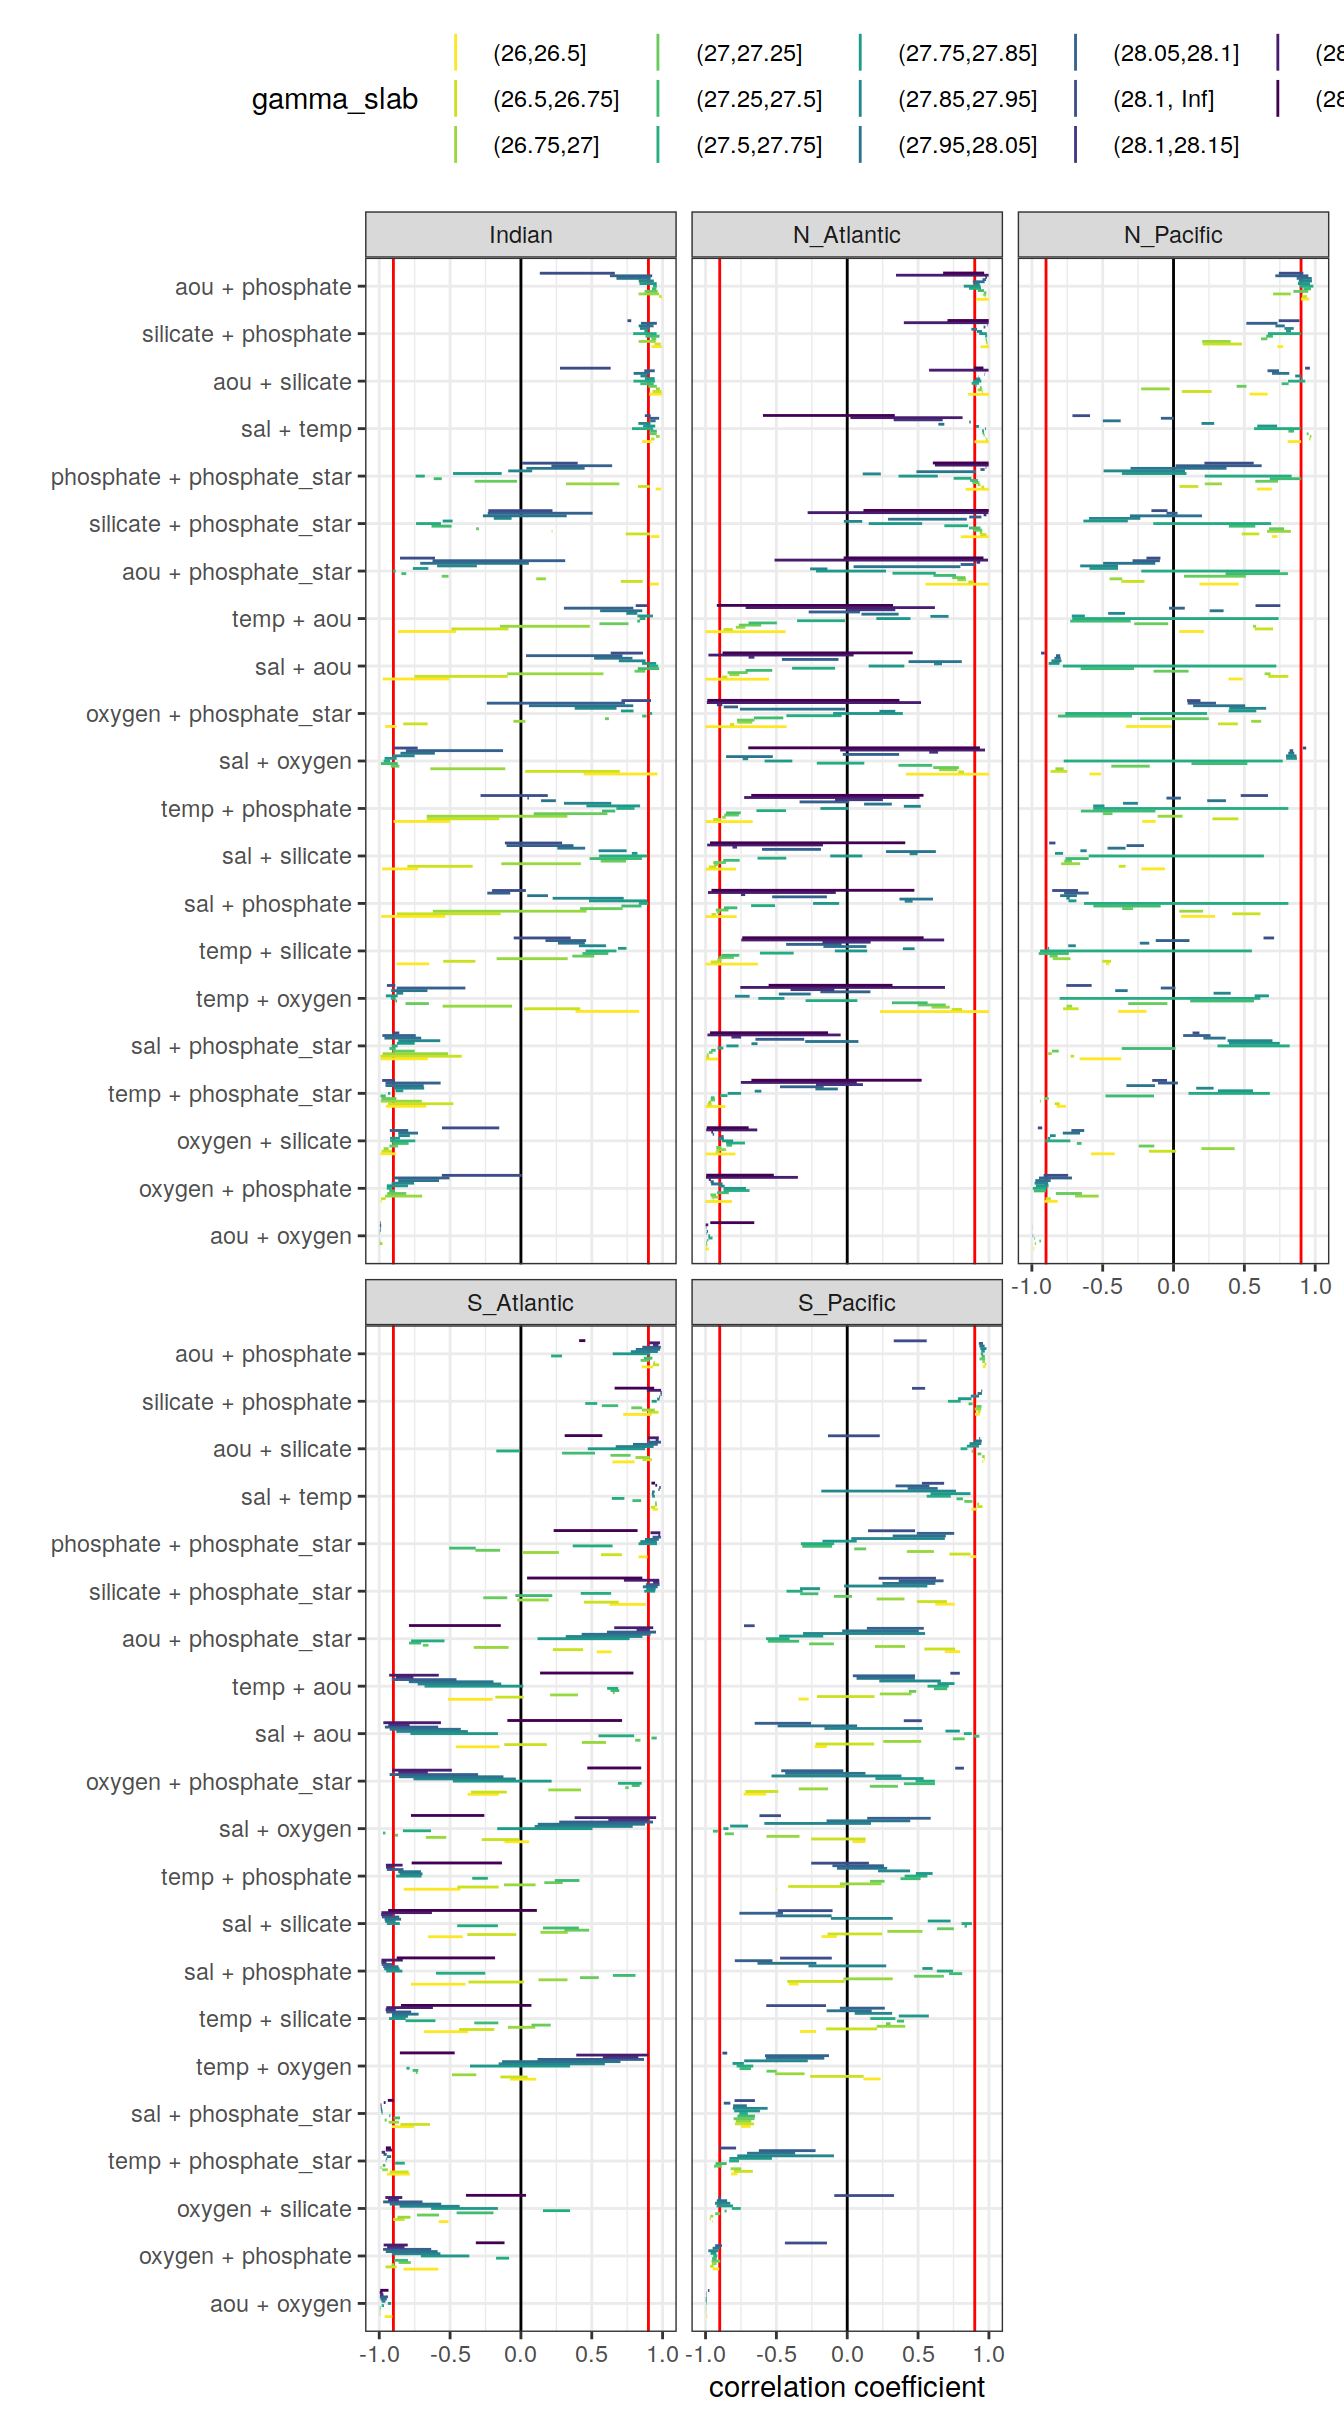 (26,26.5] (27,27.25] (27.75,27.85] (28.05,28.1] (28
gamma_slab (26.5,26.75] (27.25,27.5] (27.85,27.95] (28.1, Inf] (28
(26.75,27] (27.5,27.75] (27.95,28.05] (28.1,28.15]
Indian N_Atlantic N_Pacific
aou + phosphate
silicate + phosphate
aou + silicate
sal + temp
phosphate + phosphate_star
silicate + phosphate_star
aou + phosphate_star
temp + aou
sal + aou
oxygen + phosphate_star
sal + oxygen
temp + phosphate
sal + silicate
sal + phosphate
temp + silicate
temp + oxygen
sal + phosphate_star
temp + phosphate_star
oxygen + silicate
oxygen + phosphate
aou + oxygen
-1.0 -0.5 0.0 0.5 1.0
S_Atlantic S_Pacific
aou + phosphate
silicate + phosphate
aou + silicate
sal + temp
phosphate + phosphate_star
silicate + phosphate_star
aou + phosphate_star
temp + aou
sal + aou
oxygen + phosphate_star
sal + oxygen
temp + phosphate
sal + silicate
sal + phosphate
temp + silicate
temp + oxygen
sal + phosphate_star
temp + phosphate_star
oxygen + silicate
oxygen + phosphate
aou + oxygen
-1.0 -0.5 0.0 0.5 1.0 -1.0 -0.5 0.0 0.5 1.0
correlation coefficient